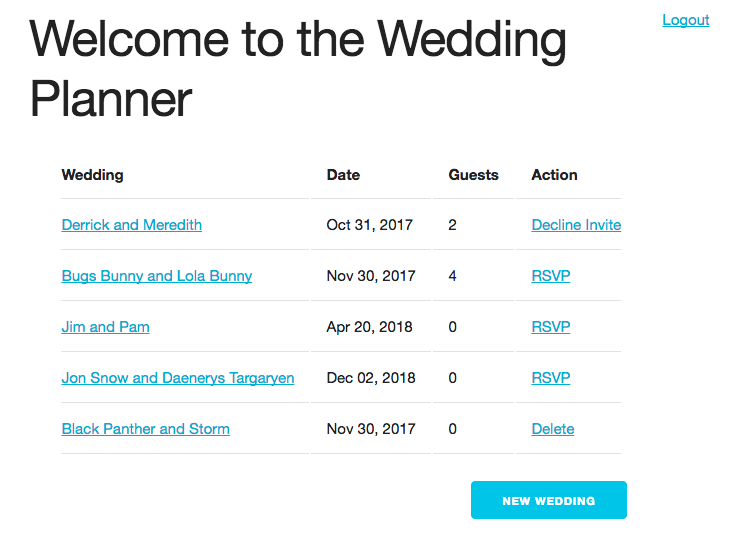 Logout
Welcome to the Wedding
Planner
Wedding Date Guests Action
Derrick and Meredith Oct 31, 2017 2 Decline Invite
Bugs Bunny and Lola Bunny Nov 30, 2017 4 RSVP
Jim and Pam Apr 20, 2018 0 RSVP
Jon Snow and Daenerys Targaryen Dec 02, 2018 0 RSVP
Black Panther and Storm Nov 30, 2017 0 Delete
NEW WEDDING